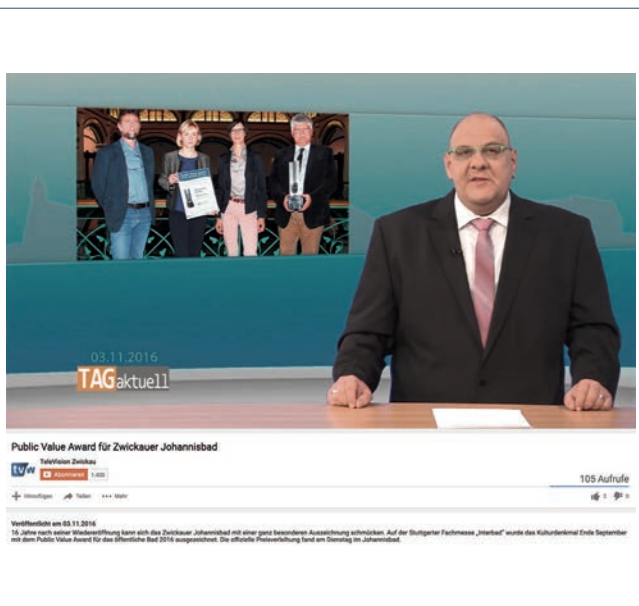 03.11.2016
TAGaktuell
Public Value Award für Zwickauer Johannisbad
tvw TeleVision Zwickau
Abonnieren 1.400
105 Aufrufe
Hinzufügen Teilen Mehr
Veröffentlicht am 03.11.2016
16 Jahre nach seiner Wiedereröffnung kann sich das Zwickauer Johannisbad mit einer ganz besonderen Auszeichnung schmücken. Auf der Stuttgarter Fachmesse „Interbad" wurde das Kulturdenkmal Ende September
mit dem Public Value Award für das öffentliche Bad 2016 ausgezeichnet. Die offizielle Preisverleihung fand am Dienstag im Johannisbad.